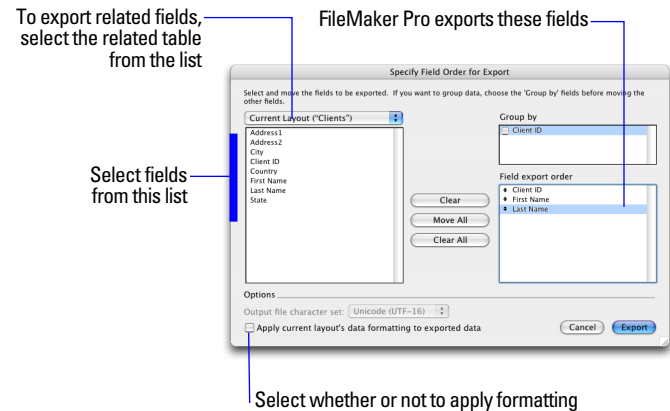 To export related fields,
select the related table
from the list
FileMaker Pro exports these fields
Specify Field Order for Export
Select and move the fields to be exported. If you want to group data, choose the 'Group by' fields before moving the
other fields.
Current Layout ("Clients")
Group by
Client ID
Address1
Address2
City
Client ID
Country
First Name
Last Name
State
Select fields
from this list
Field export order
Client ID
First Name
Last Name
Clear
Move All
Clear All
Options
Output file character set: Unicode (UTF-16)
Apply current layout's data formatting to exported data
Cancel
Export
Select whether or not to apply formatting